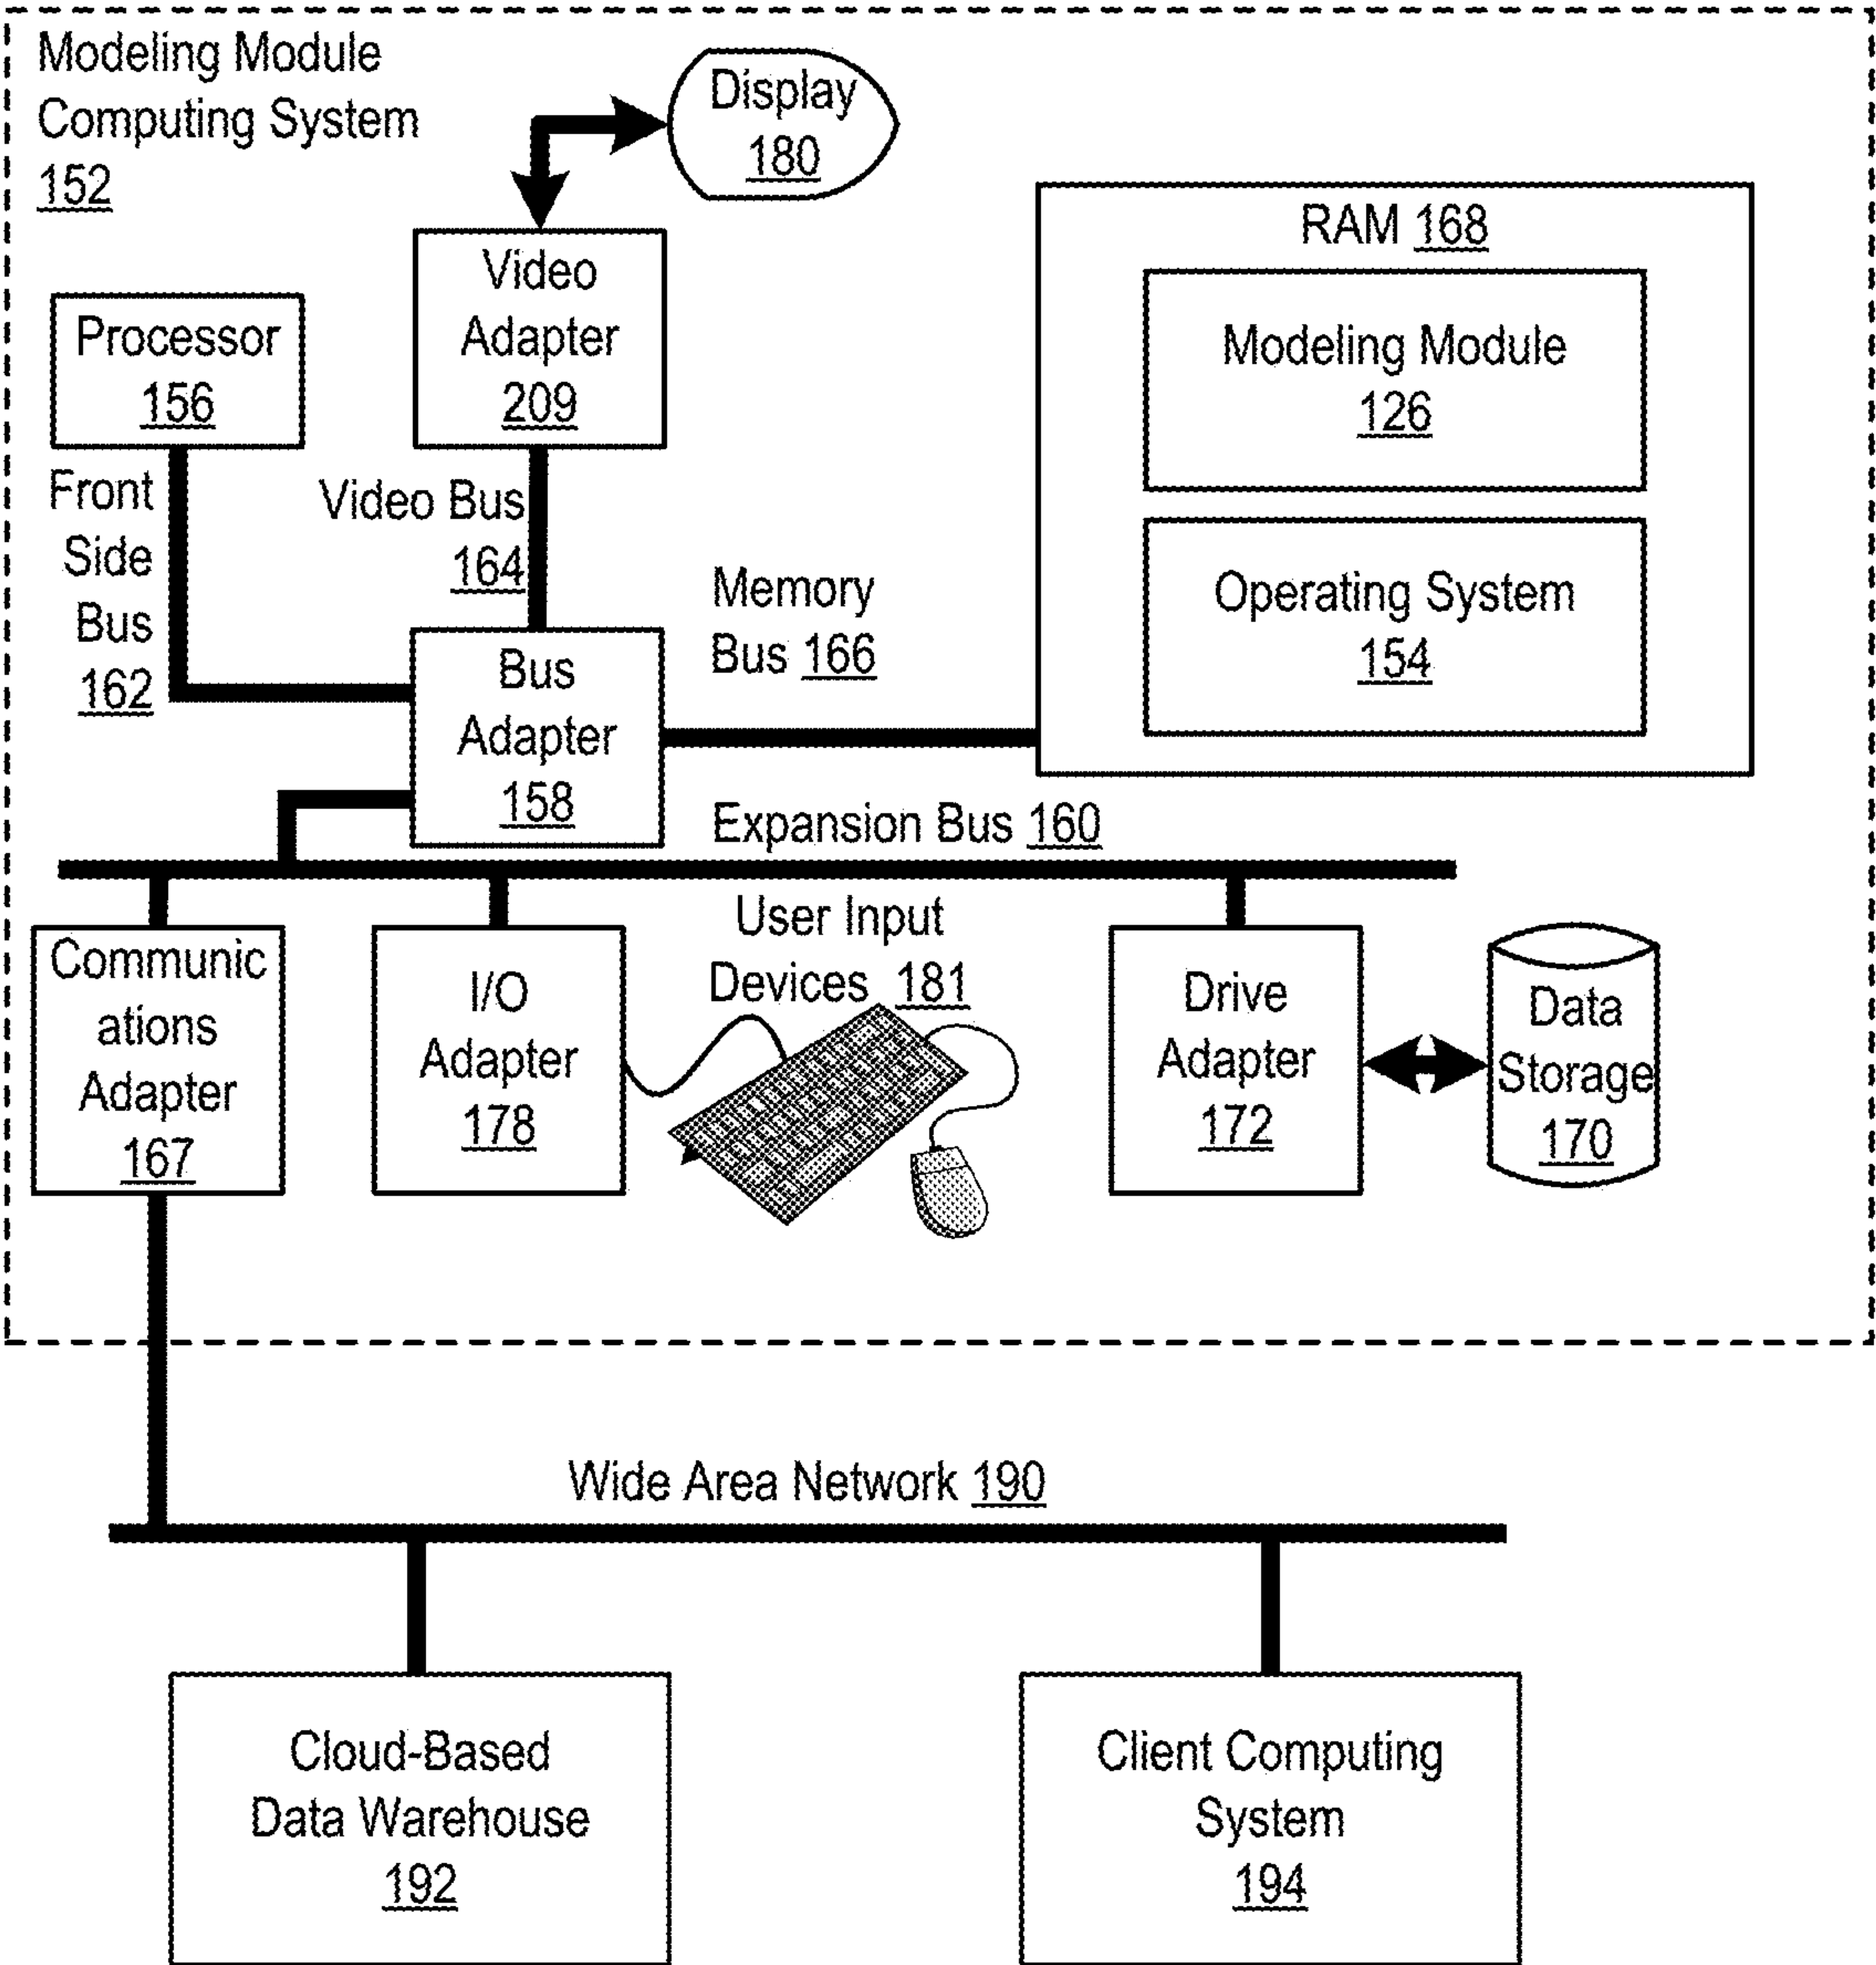 Modeling Module
Computing System
152
Display
180
RAM 168
Video
Adapter
209
Processor
156
Modeling Module
126
Front
Side
Bus
162
Video Bus
164
Operating System
154
Memory
Bus 166
Bus
Adapter
158
Expansion Bus 160
Communic
ations
Adapter
167
I/O
Adapter
178
User Input
Devices 181
Drive
Adapter
172
Data
Storage
170
Wide Area Network 190
Cloud-Based
Data Warehouse
192
Client Computing
System
194